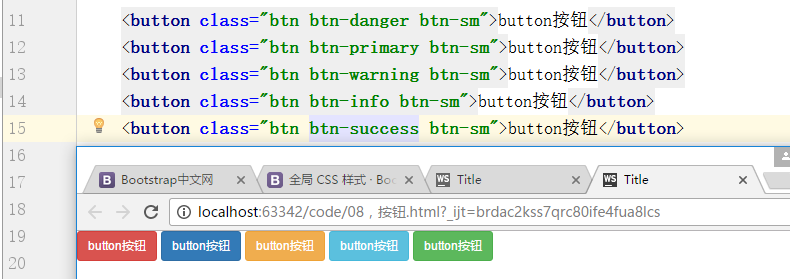 11 <button class="btn btn-danger btn-sm">button按钮</button>
12 <button class="btn btn-primary btn-sm">button按钮</button>
13 <button class="btn btn-warning btn-sm">button按钮</button>
14 <button class="btn btn-info btn-sm">button按钮</button>
15 <button class="btn btn-success btn-sm">button按钮</button>
16
17
18
19
20
Bootstrap中文网 全局 CSS 样式 · Boo WS Title WS Title
localhost:63342/code/08，按钮.html?_ijt=brdac2kss7qrc80ife4fua8lcs
button按钮 button按钮 button按钮 button按钮 button按钮